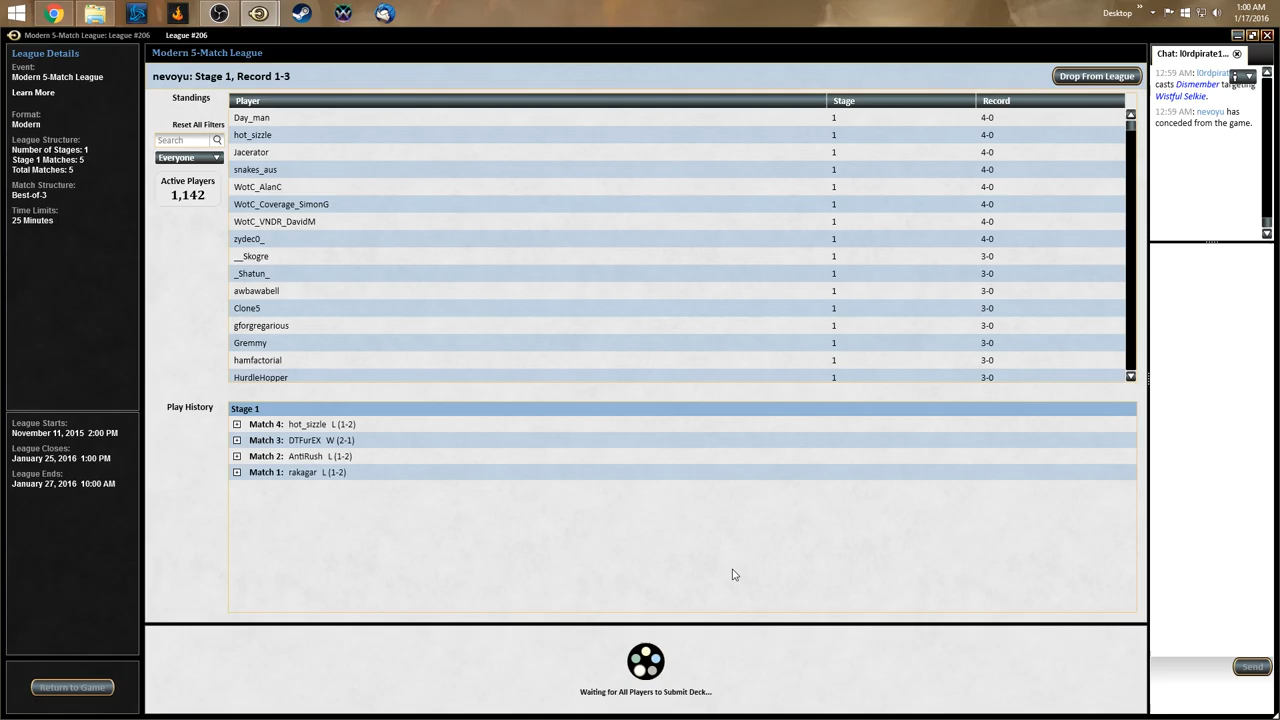 Desktop
1:00 AM
1/17/2016
Modern 5-Match League: League #206
League #206
League Details
Event:
Modern 5-Match League
Learn More
Format:
Modern
League Structure:
Number of Stages: 1
Stage 1 Matches: 5
Total Matches: 5
Match Structure:
Best-of-3
Time Limits:
25 Minutes
League Starts:
November 11, 2015 2:00 PM
League Closes:
January 25, 2016 1:00 PM
League Ends:
January 27, 2016 10:00 AM
Return to Game
Modern 5-Match League
nevoyu: Stage 1, Record 1-3
Drop From League
Standings
Reset All Filters
Search
Everyone
Active Players
1,142
Player Stage Record
Day_man 1 4-0
hot_sizzle 1 4-0
Jacerator 1 4-0
snakes_aus 1 4-0
WotC_AlanC 1 4-0
WotC_Coverage_SimonG 1 4-0
WotC_VNDR_DavidM 1 4-0
zydec0_ 1 4-0
__Skogre 1 3-0
_Shatun_ 1 3-0
awbawabell 1 3-0
Clone5 1 3-0
gforgregarious 1 3-0
Gremmy 1 3-0
hamfactorial 1 3-0
HurdleHopper 1 3-0
Play History
Stage 1
Match 4: hot_sizzle L (1-2)
Match 3: DTFurEX W (2-1)
Match 2: AntiRush L (1-2)
Match 1: rakagar L (1-2)
Waiting for All Players to Submit Deck...
Chat: l0rdpirate1...
12:59 AM: l0rdpirat
casts Dismember targeting
Wistful Selkie.
12:59 AM: nevoyu has
conceded from the game.
Send